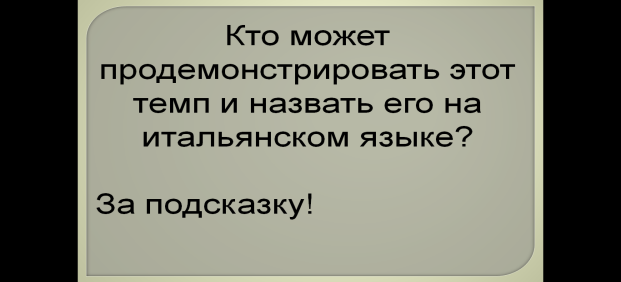 Кто может
продемонстрировать этот
темп и назвать его на
итальянском языке?
За подсказку!